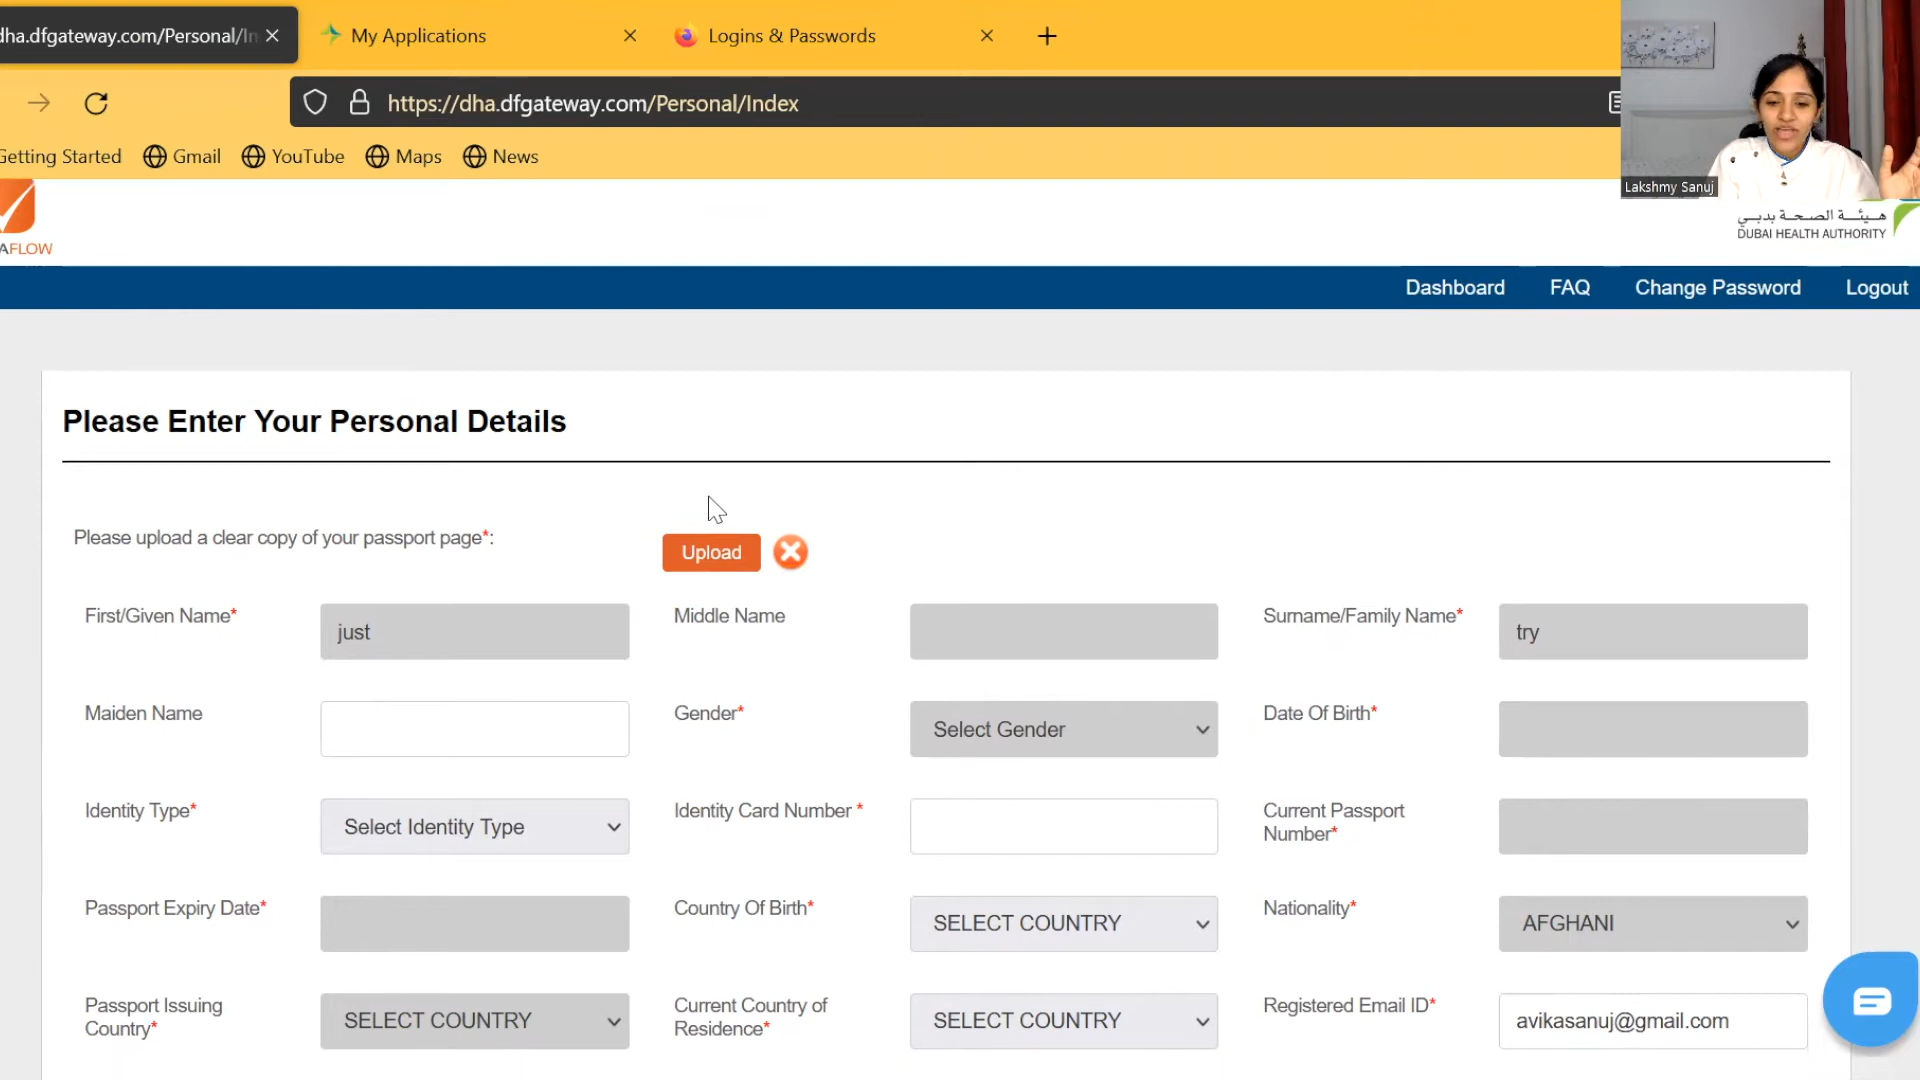 dha.dfgateway.com/Personal/In
My Applications
Logins & Passwords
https://dha.dfgateway.com/Personal/Index
Getting Started
Gmail
YouTube
Maps
News
Lakshmy Sanuj
AFLOW
هيئة الصحة بدبي
DUBAI HEALTH AUTHORITY
Dashboard
FAQ
Change Password
Logout
Please Enter Your Personal Details
Please upload a clear copy of your passport page*:
Upload
First/Given Name*
just
Middle Name
Surname/Family Name*
try
Maiden Name
Gender*
Select Gender
Date Of Birth*
Identity Type*
Select Identity Type
Identity Card Number *
Current Passport
Number*
Passport Expiry Date*
Country Of Birth*
SELECT COUNTRY
Nationality*
AFGHANI
Passport Issuing
Country*
SELECT COUNTRY
Current Country of
Residence*
SELECT COUNTRY
Registered Email ID*
avikasanuj@gmail.com